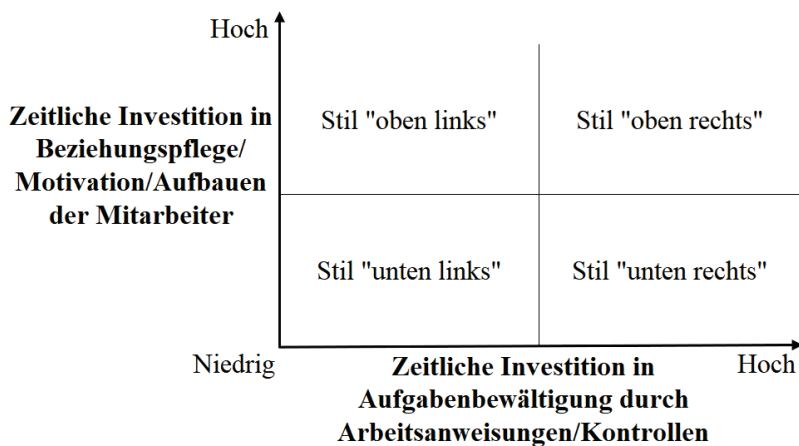 Hoch
Zeitliche Investition in
Beziehungspflege/
Motivation/Aufbauen
der Mitarbeiter
Stil "oben links"
Stil "oben rechts"
Stil "unten links"
Stil "unten rechts"
Niedrig
Zeitliche Investition in
Aufgabenbewältigung durch
Arbeitsanweisungen/Kontrollen
Hoch